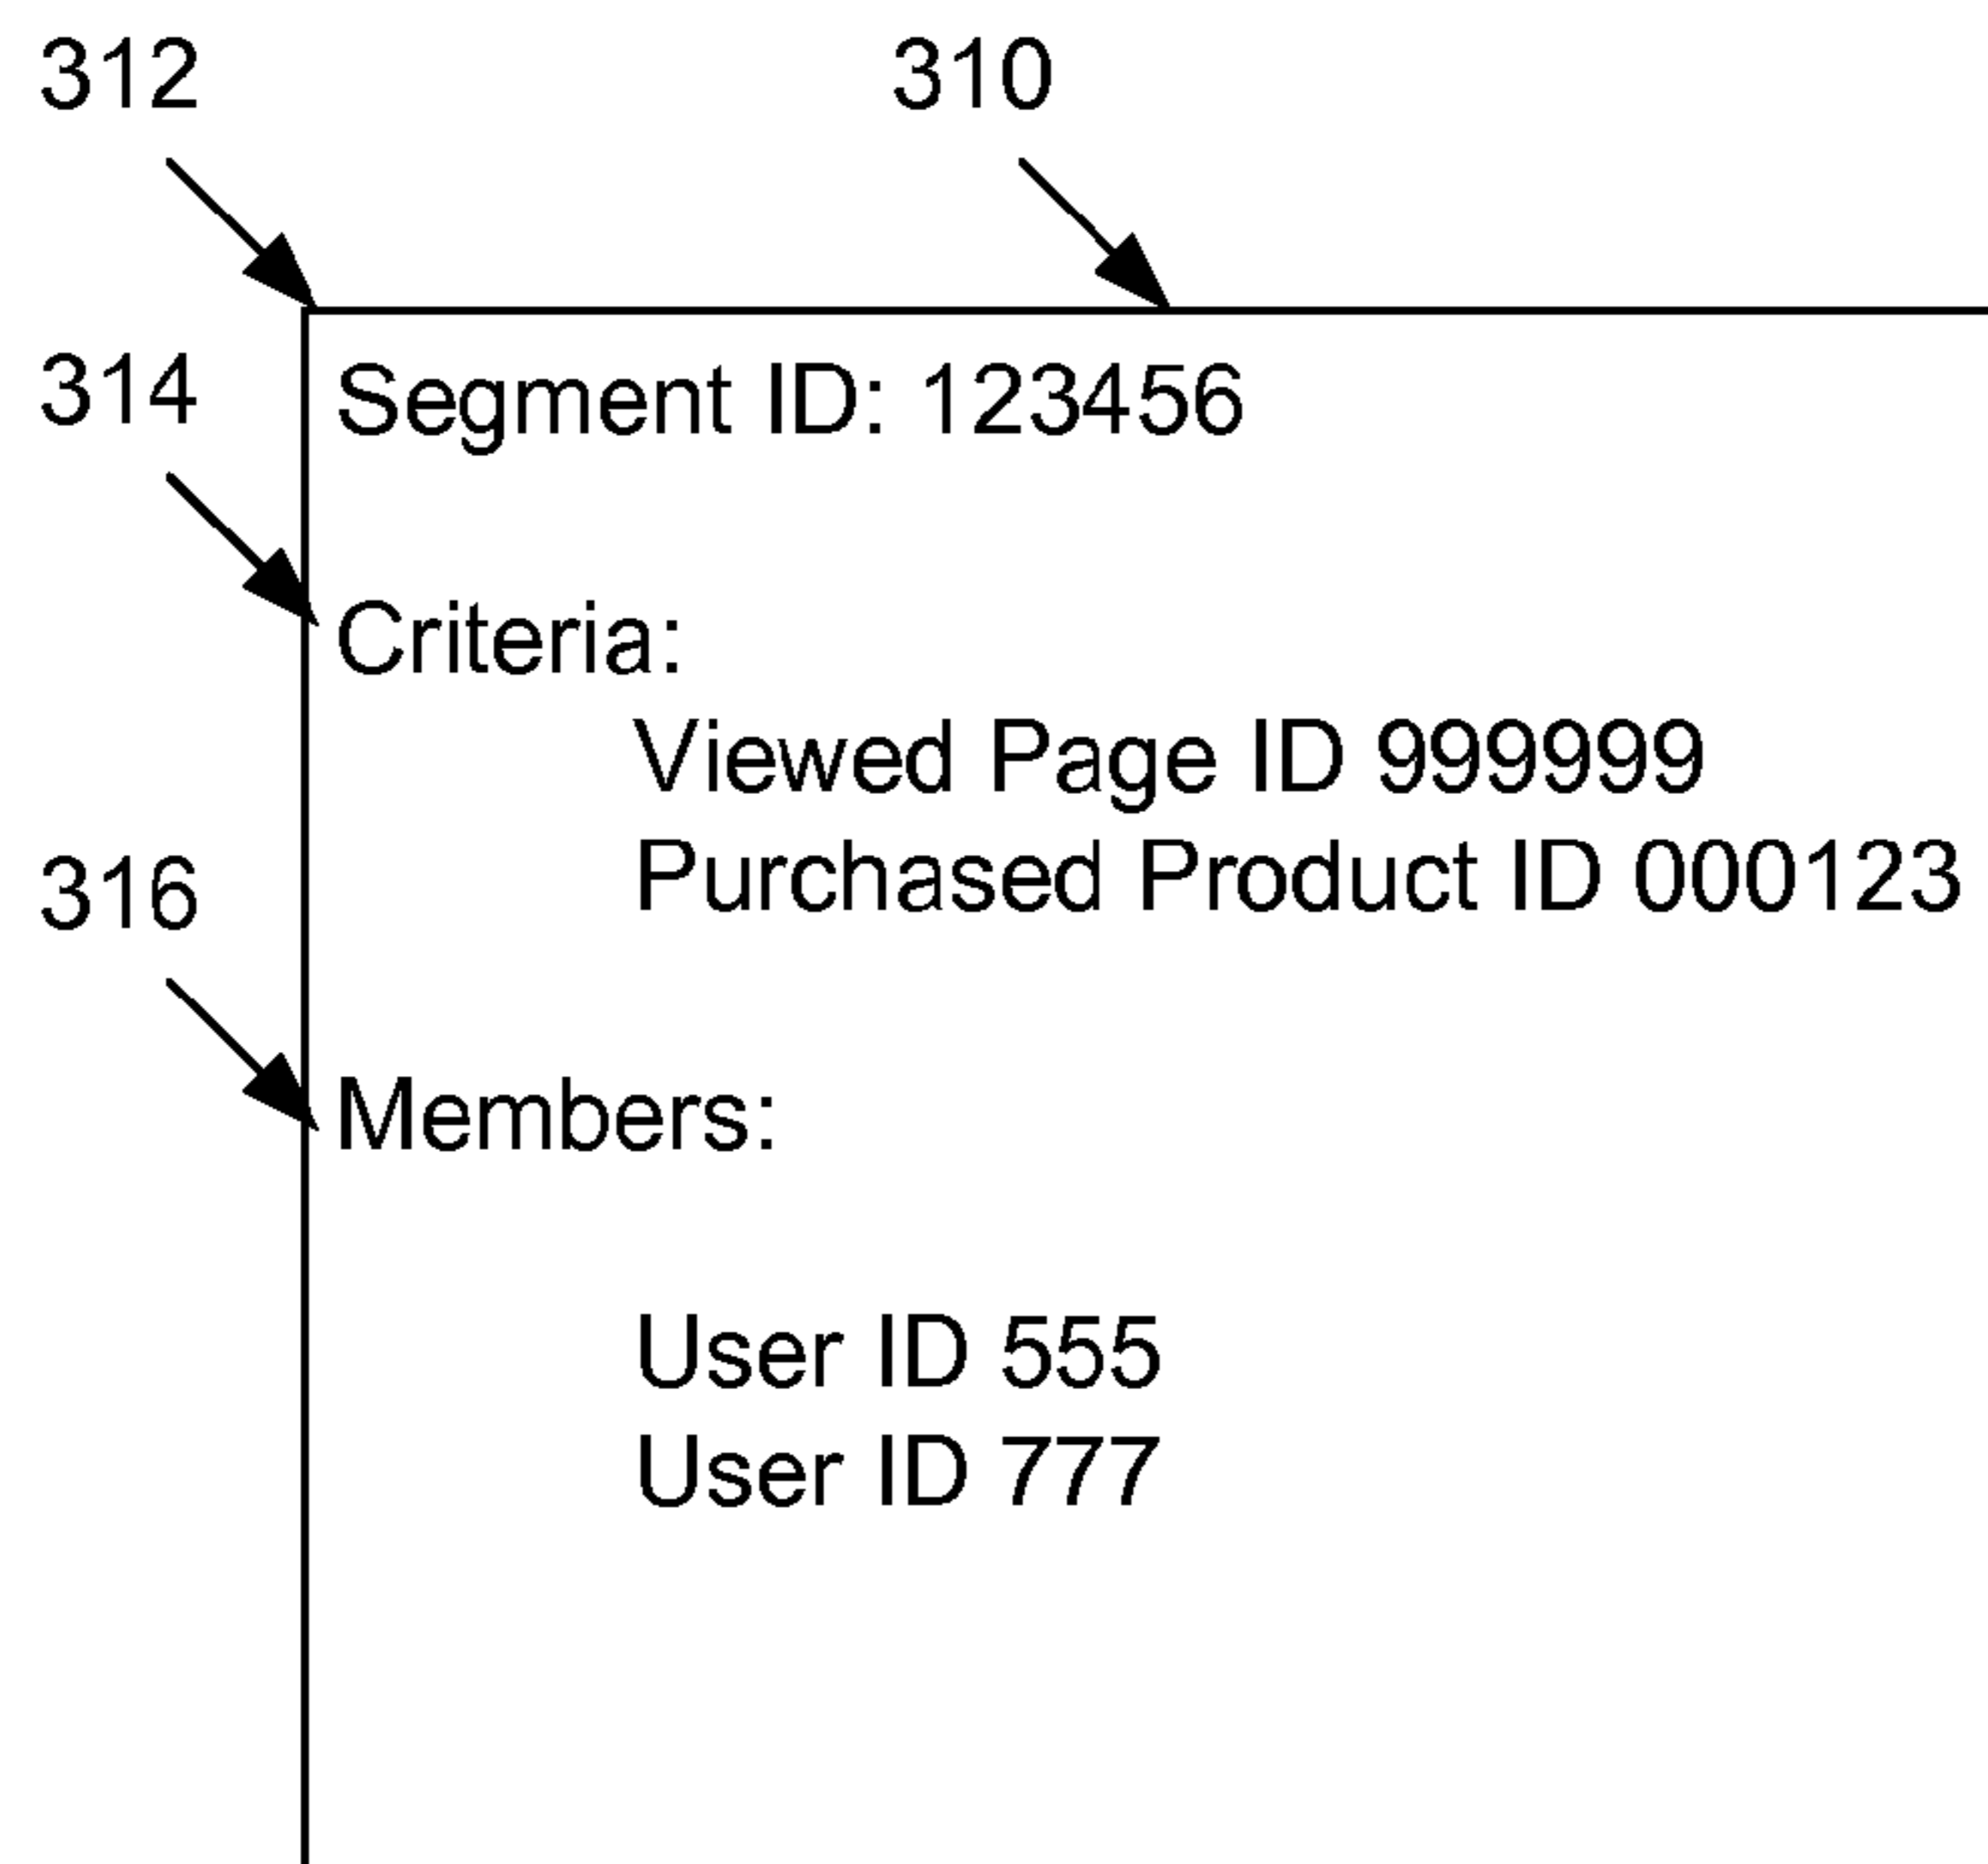 312
310
314
Segment ID: 123456
Criteria:
Viewed Page ID 999999
Purchased Product ID 000123
316
Members:
User ID 555
User ID 777